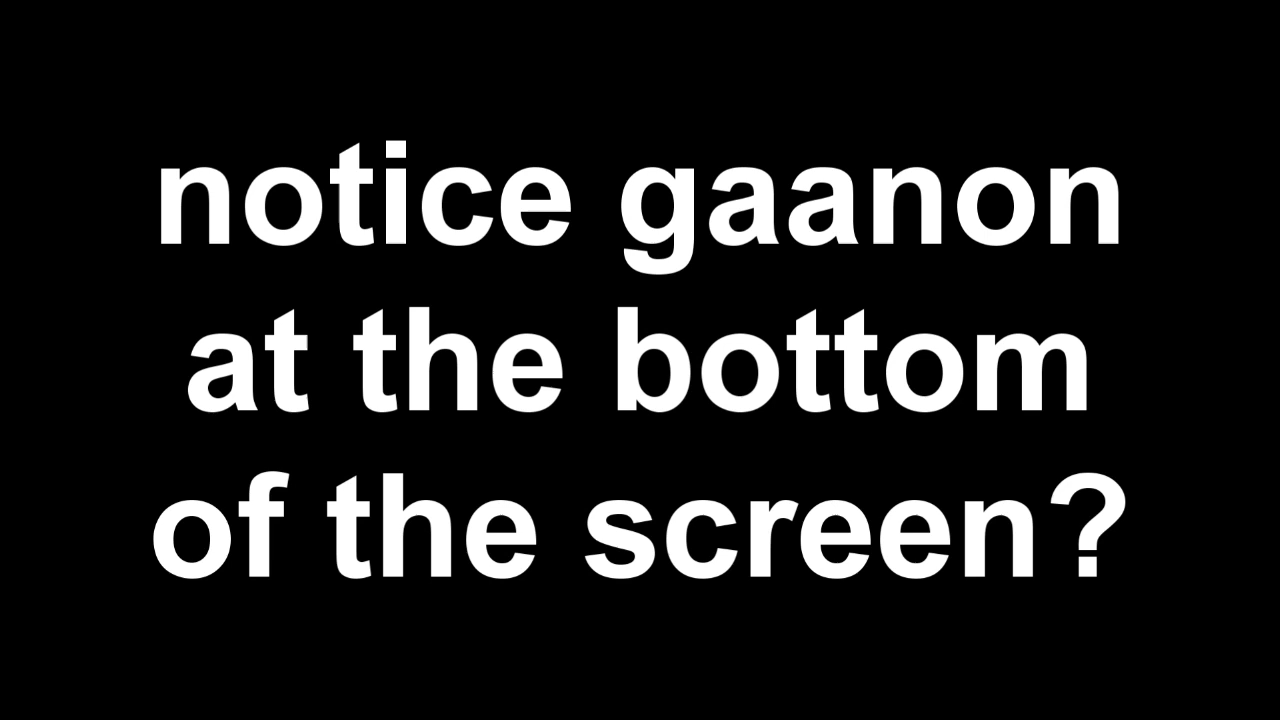 notice gaanon
at the bottom
of the screen?